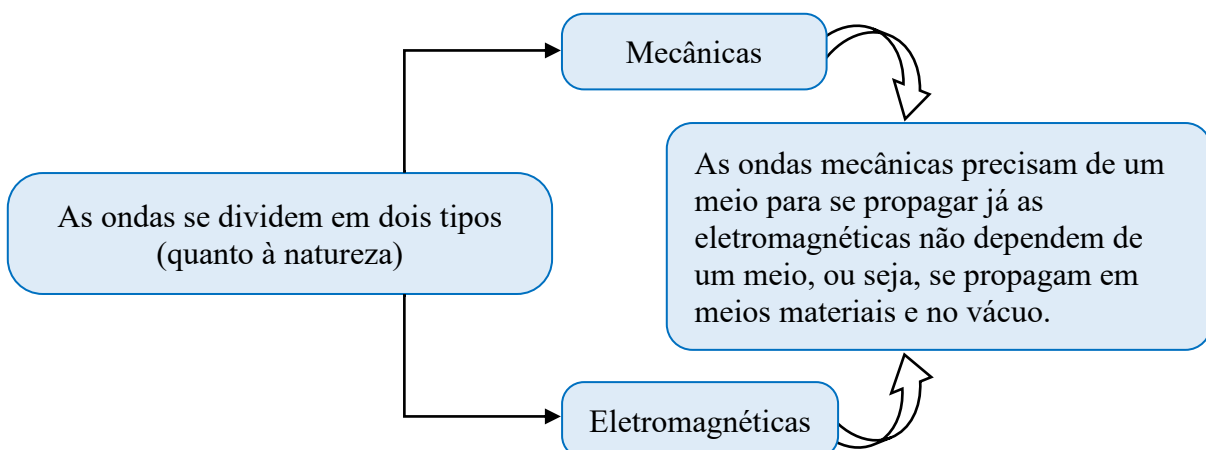 Mecânicas
As ondas se dividem em dois tipos
(quanto à natureza)
As ondas mecânicas precisam de um
meio para se propagar já as
eletromagnéticas não dependem de
um meio, ou seja, se propagam em
meios materiais e no vácuo.
Eletromagnéticas